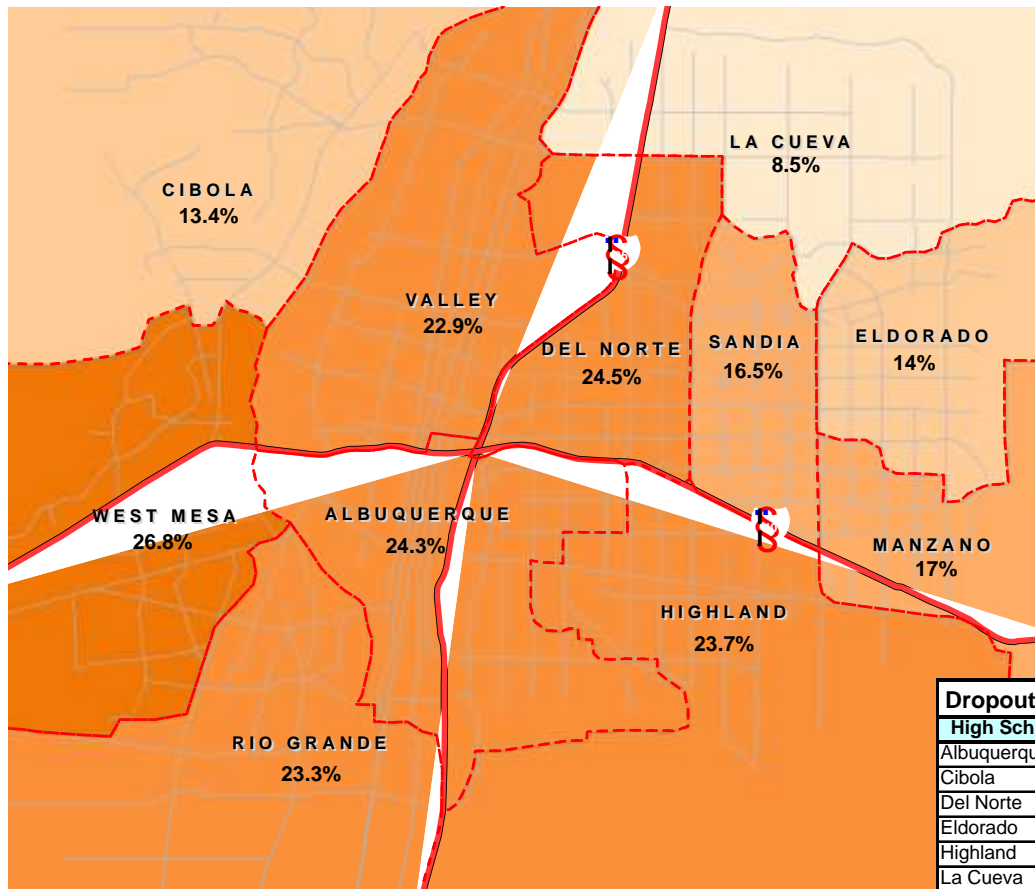 LA CUEVA
8.5%
CIBOLA
13.4%
VALLEY
22.9%
DEL NORTE
24.5%
SANDIA
16.5%
ELDORADO
14%
WEST MESA
26.8%
ALBUQUERQUE
24.3%
MANZANO
17%
HIGHLAND
23.7%
RIO GRANDE
23.3%
Dropout
High Sch
Albuquerqu
Cibola
Del Norte
Eldorado
Highland
La Cueva